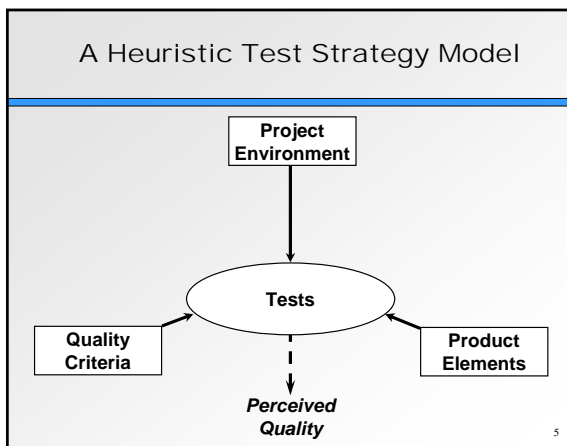 A Heuristic Test Strategy Model
Project
Environment
Tests
Quality
Criteria
Product
Elements
Perceived
Quality
5